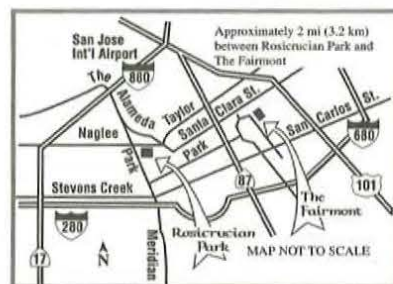 San Jose
Int'l Airport
Approximately 2 mi (3.2 km)
between Rosicrucian Park and
The Fairmont
880
The
Alameda
Taylor
Santa Clara St.
San Carlos St.
Naglee
Park
Park
680
Stevens Creek
87
The
Fairmont
101
280
Rosicrucian
Park
MAP NOT TO SCALE
17
N
Meridian